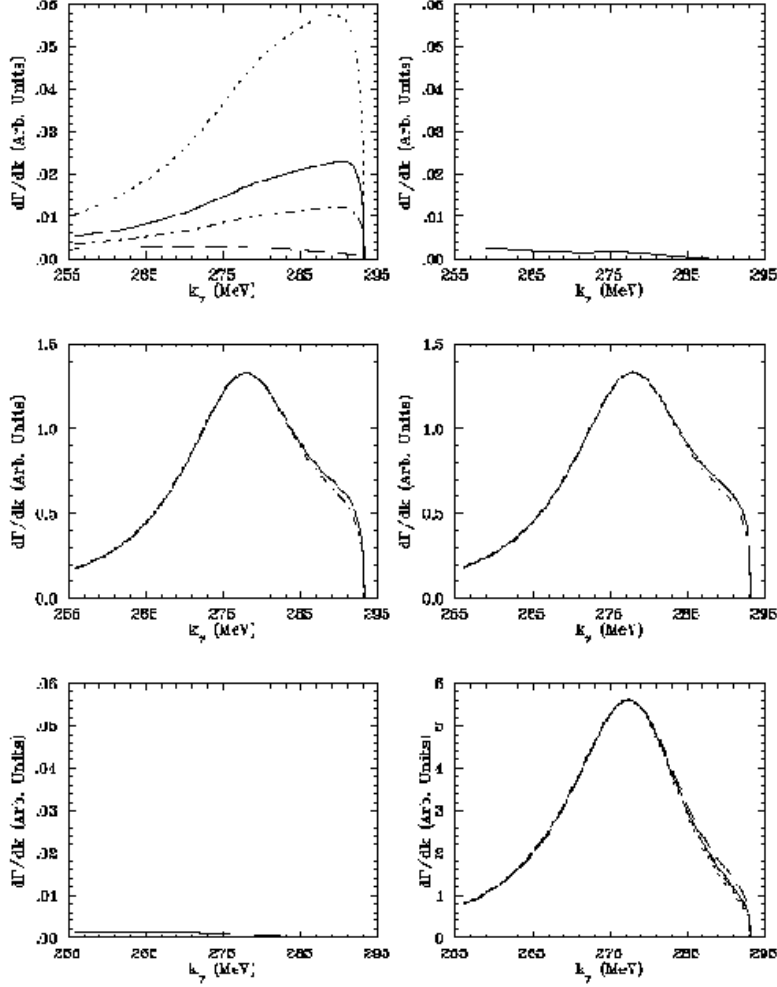 dΓ/dk (Arb. Units)
.06
.05
.04
.03
.02
.01
.00
255 265 275 285 295
kγ (MeV)
dΓ/dk (Arb. Units)
.06
.05
.04
.03
.02
.01
.00
255 265 275 285 295
kγ (MeV)
dΓ/dk (Arb. Units)
1.5
1.0
0.5
0.0
255 265 275 285 295
kγ (MeV)
dΓ/dk (Arb. Units)
1.5
1.0
0.5
0.0
255 265 275 285 295
kγ (MeV)
dΓ/dk (Arb. Units)
.06
.05
.04
.03
.02
.01
.00
255 265 275 285 295
kγ (MeV)
dΓ/dk (Arb. Units)
6
5
4
3
2
1
0
255 265 275 285 295
kγ (MeV)